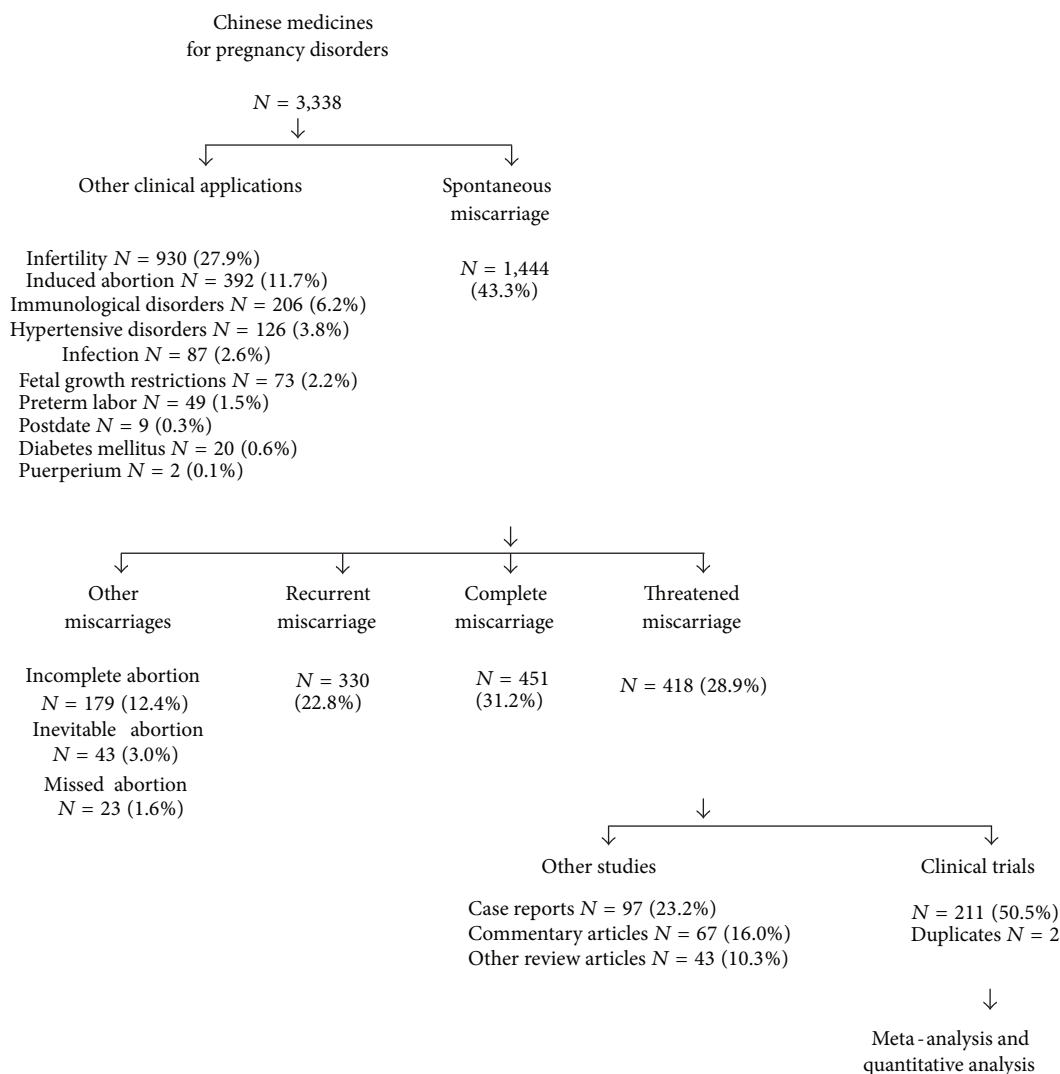 Chinese medicines
for pregnancy disorders
N = 3,338
Other clinical applications
Spontaneous
miscarriage
Infertility N = 930 (27.9%)
Induced abortion N = 392 (11.7%)
Immunological disorders N = 206 (6.2%)
Hypertensive disorders N = 126 (3.8%)
Infection N = 87 (2.6%)
Fetal growth restrictions N = 73 (2.2%)
Preterm labor N = 49 (1.5%)
Postdate N = 9 (0.3%)
Diabetes mellitus N = 20 (0.6%)
Puerperium N = 2 (0.1%)
N = 1,444
(43.3%)
Other
miscarriages
Recurrent
miscarriage
Complete
miscarriage
Threatened
miscarriage
Incomplete abortion
N = 179 (12.4%)
Inevitable abortion
N = 43 (3.0%)
Missed abortion
N = 23 (1.6%)
N = 330
(22.8%)
N = 451
(31.2%)
N = 418 (28.9%)
Other studies
Clinical trials
Case reports N = 97 (23.2%)
Commentary articles N = 67 (16.0%)
Other review articles N = 43 (10.3%)
N = 211 (50.5%)
Duplicates N = 2
Meta-analysis and
quantitative analysis